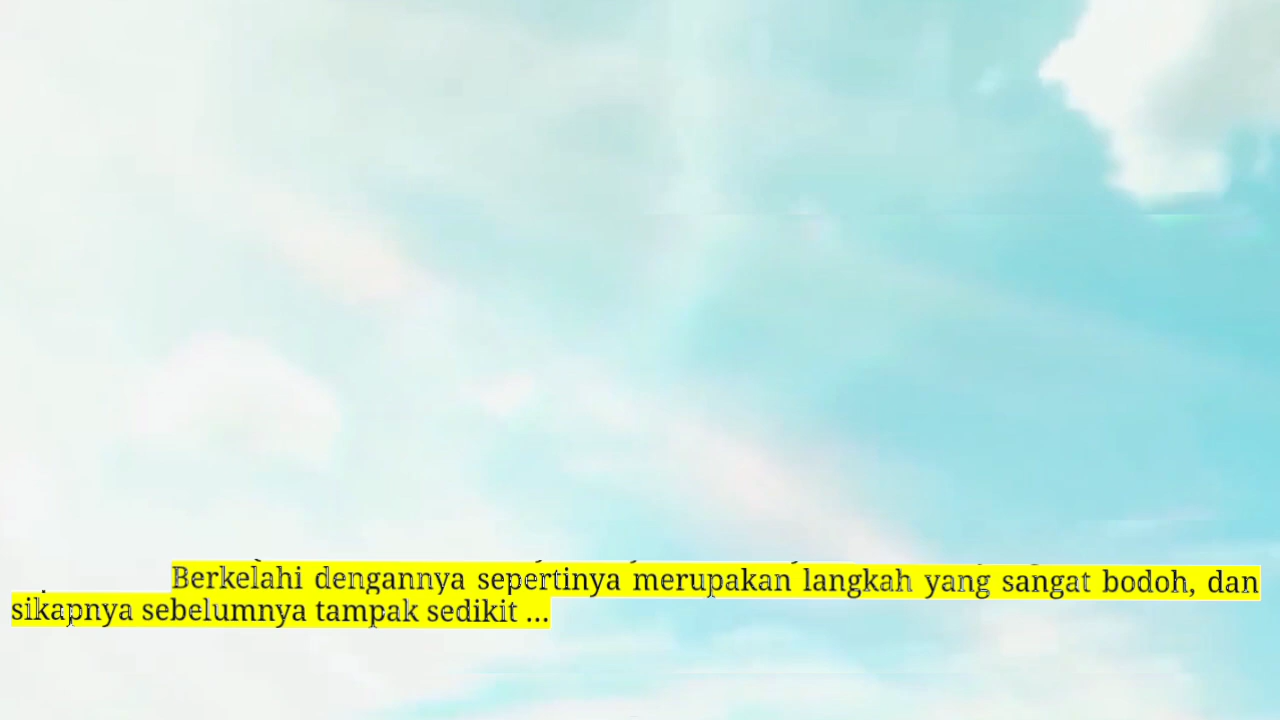 Berkelahi dengannya sepertinya merupakan langkah yang sangat bodoh, dan
sikapnya sebelumnya tampak sedikit ...